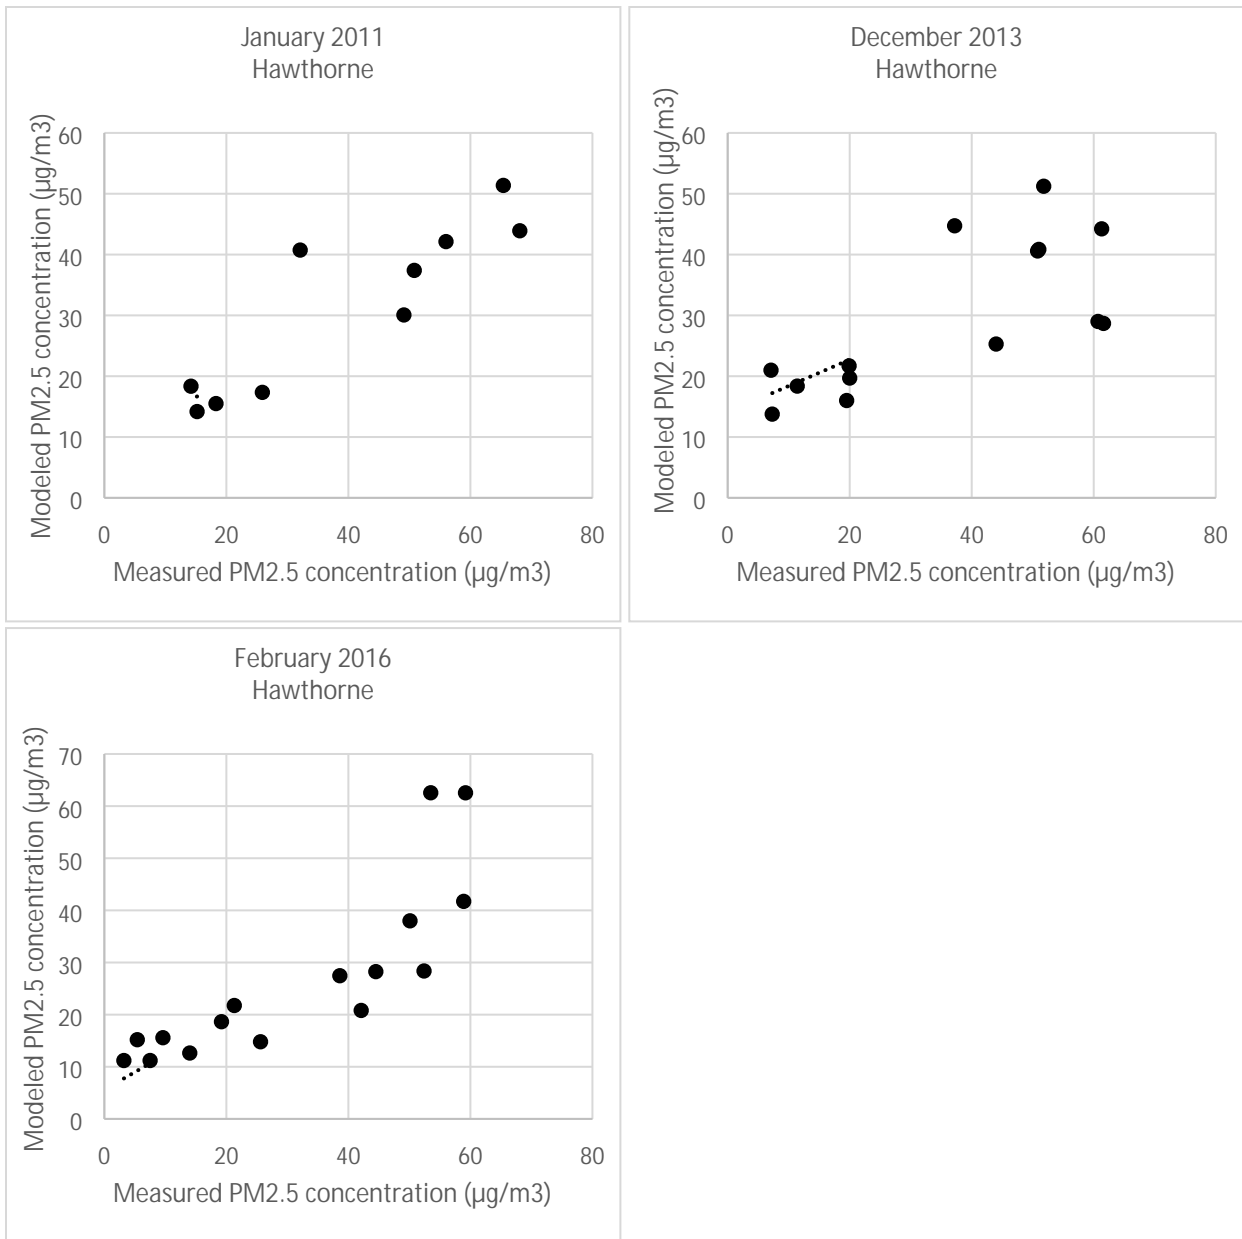 January 2011
Hawthorne
Modeled PM2.5 concentration (µg/m3)
60
50
40
30
20
10
0
0 20 40 60 80
Measured PM2.5 concentration (µg/m3)
December 2013
Hawthorne
Modeled PM2.5 concentration (µg/m3)
60
50
40
30
20
10
0
0 20 40 60 80
Measured PM2.5 concentration (µg/m3)
February 2016
Hawthorne
Modeled PM2.5 concentration (µg/m3)
70
60
50
40
30
20
10
0
0 20 40 60 80
Measured PM2.5 concentration (µg/m3)